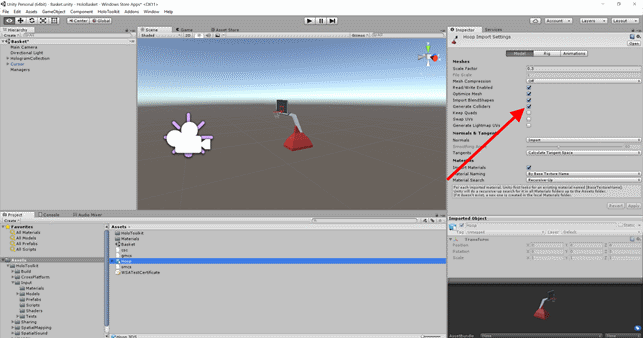 Unity Personal (64bit) - Basket.unity - HoloBasket - Windows Store Apps* <DX11>
File Edit Assets GameObject Component HoloToolkit Addons Window Help
Center Global
Account Layers Layout
Hierarchy
Create
Basket*
Main Camera
Directional Light
HologramCollection
Cursor
Managers
Scene Game Asset Store
Shaded 2D Gizmos
Inspector Services
Hoop Import Settings
Open
Model Rig Animations
Meshes
Scale Factor
File Scale
Mesh Compression Off
Read/Write Enabled
Optimize Mesh
Import BlendShapes
Generate Colliders
Keep Quads
Swap UVs
Generate Lightmap UVs
Normals & Tangents
Normals Import
Smoothing Angle
Tangents Calculate Tangent Space
Materials
Import Materials
Material Naming By Base Texture Name
Material Search Recursive-Up
For each imported material, Unity first looks for an existing material named [BaseTextureName].
Unity will do a recursive-up search for it in all Materials folders up to the Assets folder.
If it doesn't exist, a new one is created in the local Materials folder.
Revert Apply
Project Console Audio Mixer
Create
Favorites
All Materials
All Models
All Prefabs
All Scripts
Assets
HoloToolkit
Build
CrossPlatform
Input
Materials
Models
Prefabs
Scripts
Shaders
Tests
Sharing
SpatialMapping
SpatialSound
Assets
HoloToolkit
Materials
Basket
csc
gmcs
Hoop
smcs
WSATestCertificate
Imported Object
Hoop
Static
Tag Untagged Layer Default
Transform
Position X Y Z
Rotation X Y Z
Scale X Y Z
AssetBundle None None